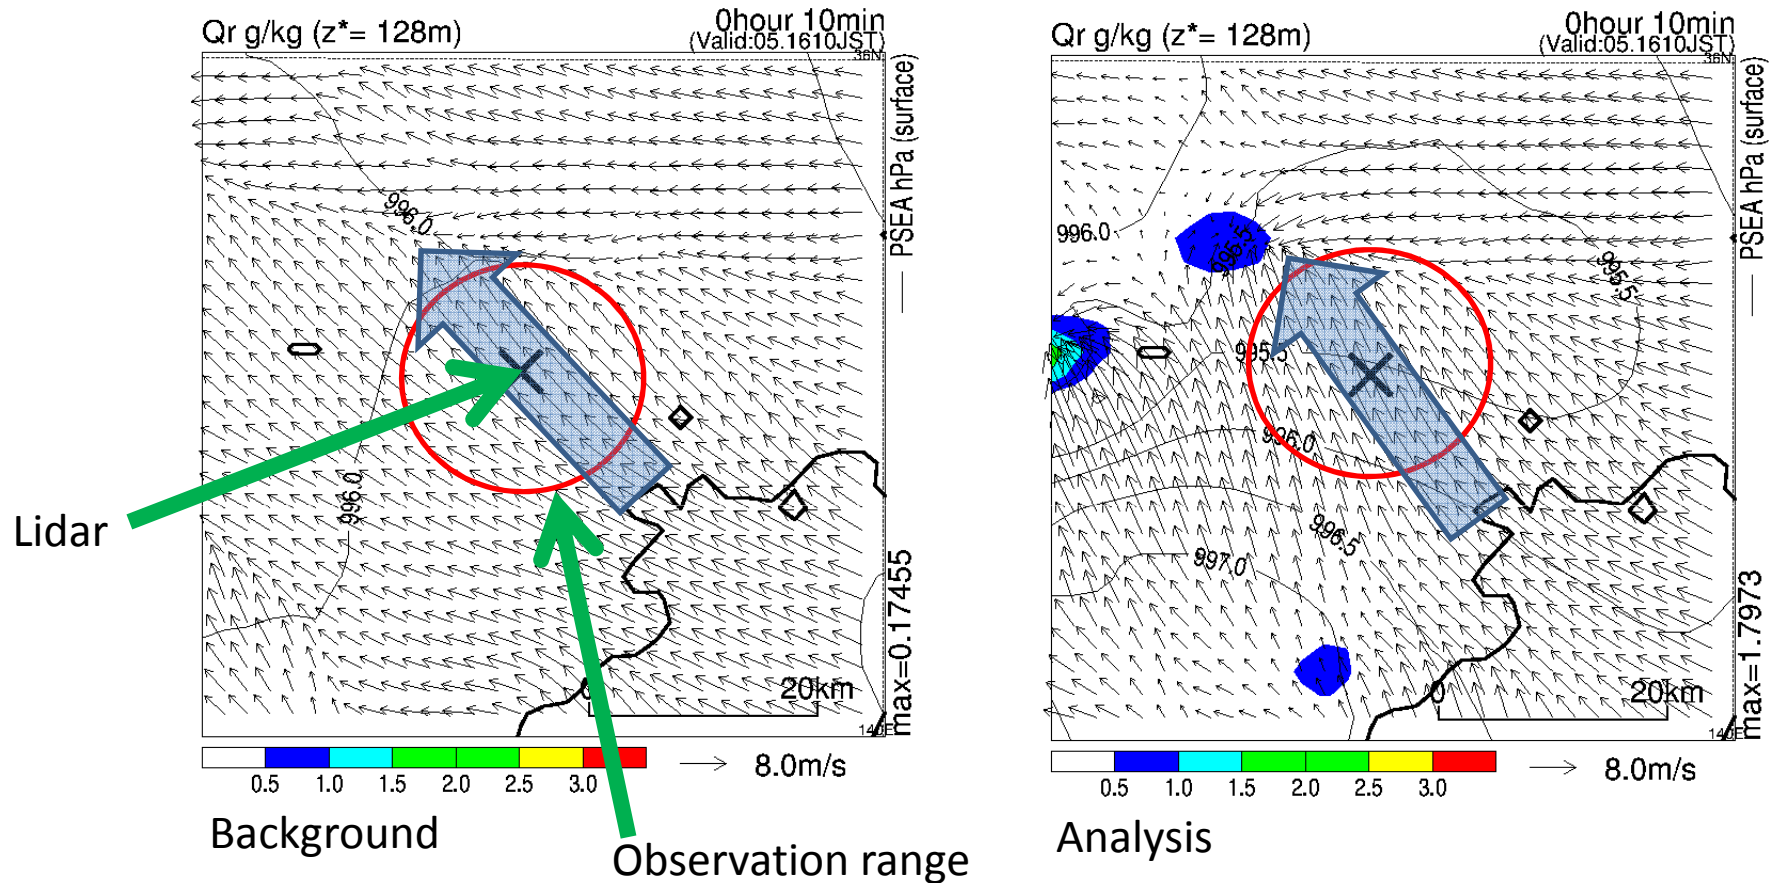 Qr g/kg (z*= 128m)
0hour 10min
(Valid:05.1610JST)
36N
996.0
996.0
PSEA hPa (surface)
max=0.17455
0
20km
140E
0.5 1.0 1.5 2.0 2.5 3.0
8.0m/s
Lidar
Background
Observation range
Qr g/kg (z*= 128m)
0hour 10min
(Valid:05.1610JST)
36N
996.0
995.5
995.5
995.5
996.0
996.5
997.0
PSEA hPa (surface)
max=1.7973
0
20km
140E
0.5 1.0 1.5 2.0 2.5 3.0
8.0m/s
Analysis